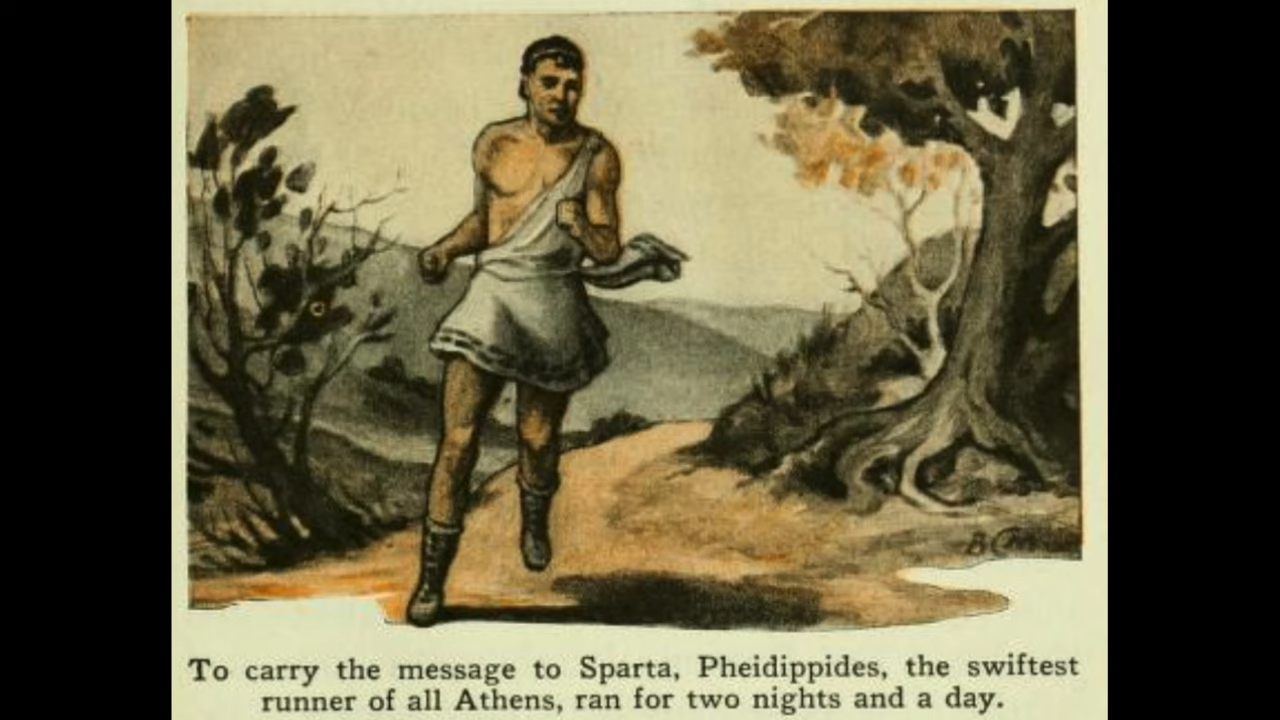 To carry the message to Sparta, Pheidippides, the swiftest
runner of all Athens, ran for two nights and a day.